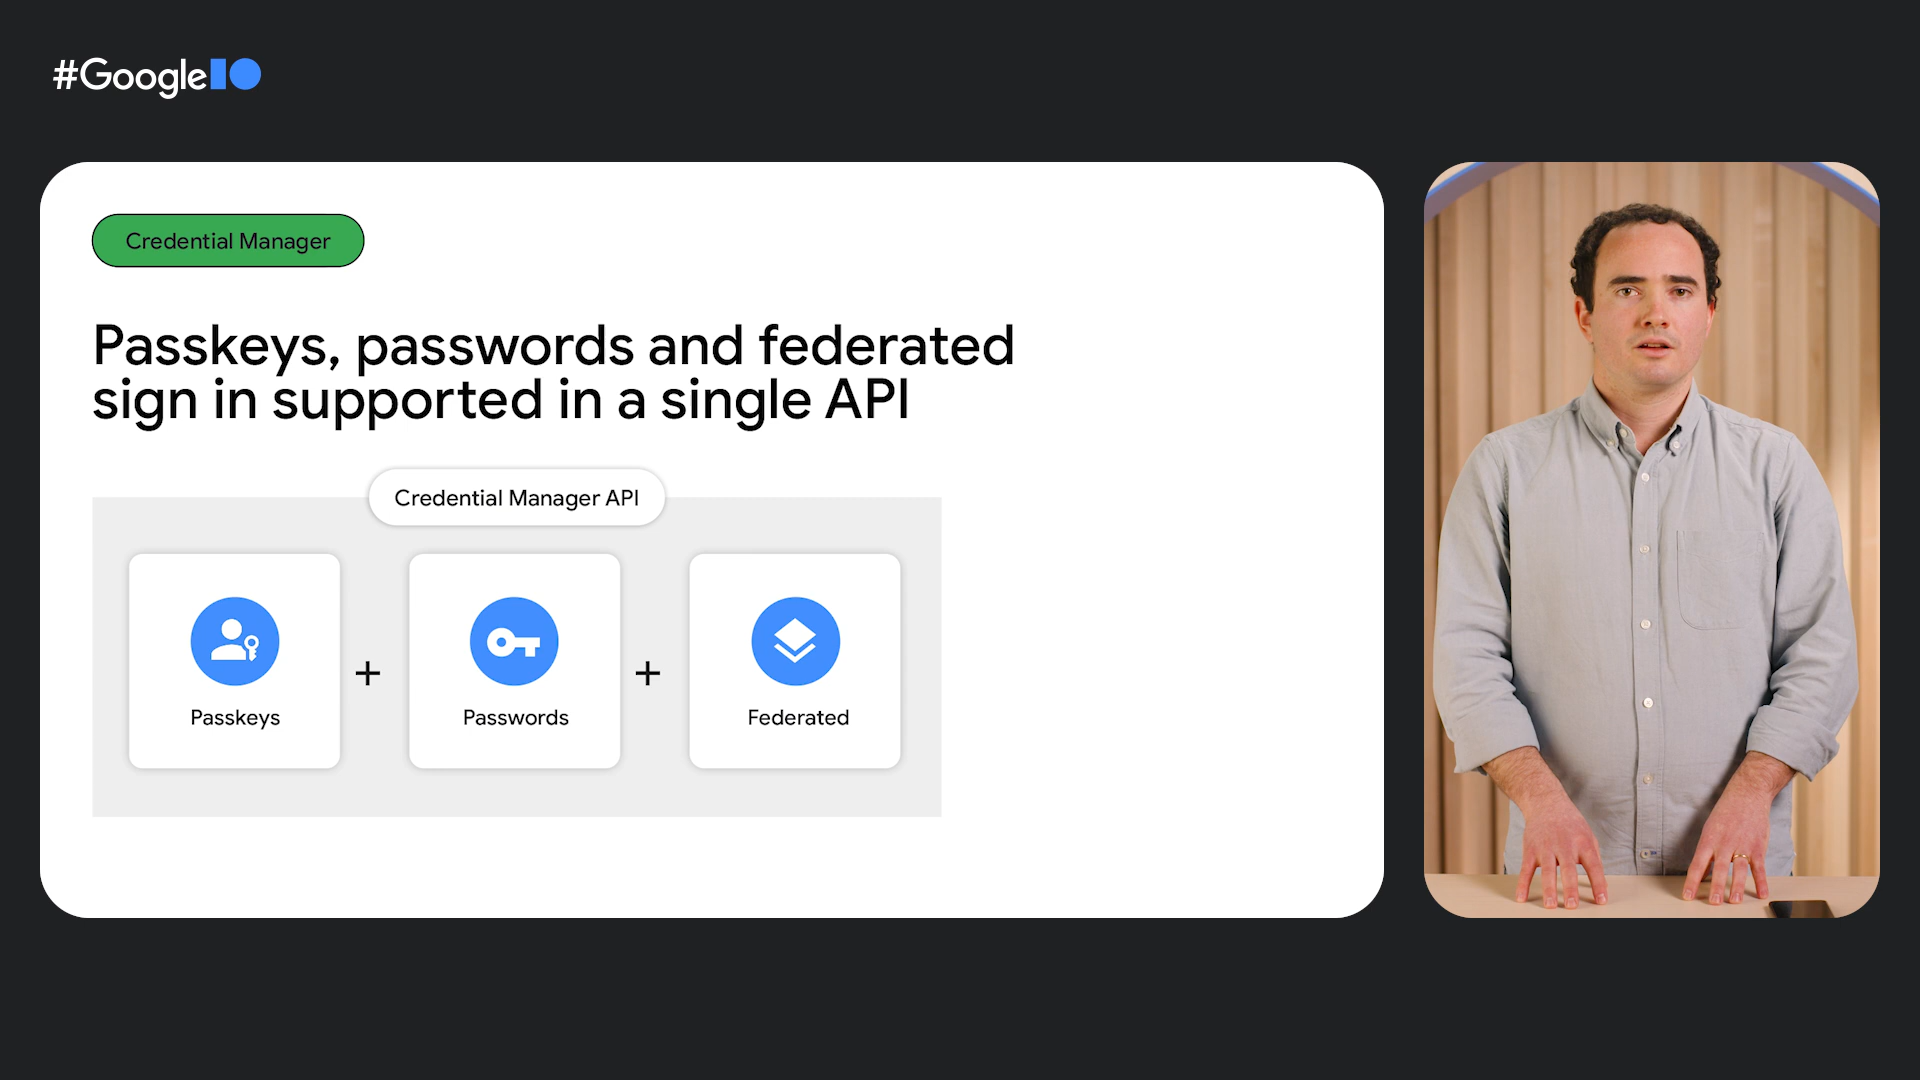 #GoogleIO
Credential Manager
Passkeys, passwords and federated
sign in supported in a single API
Credential Manager API
Passkeys
+
Passwords
+
Federated